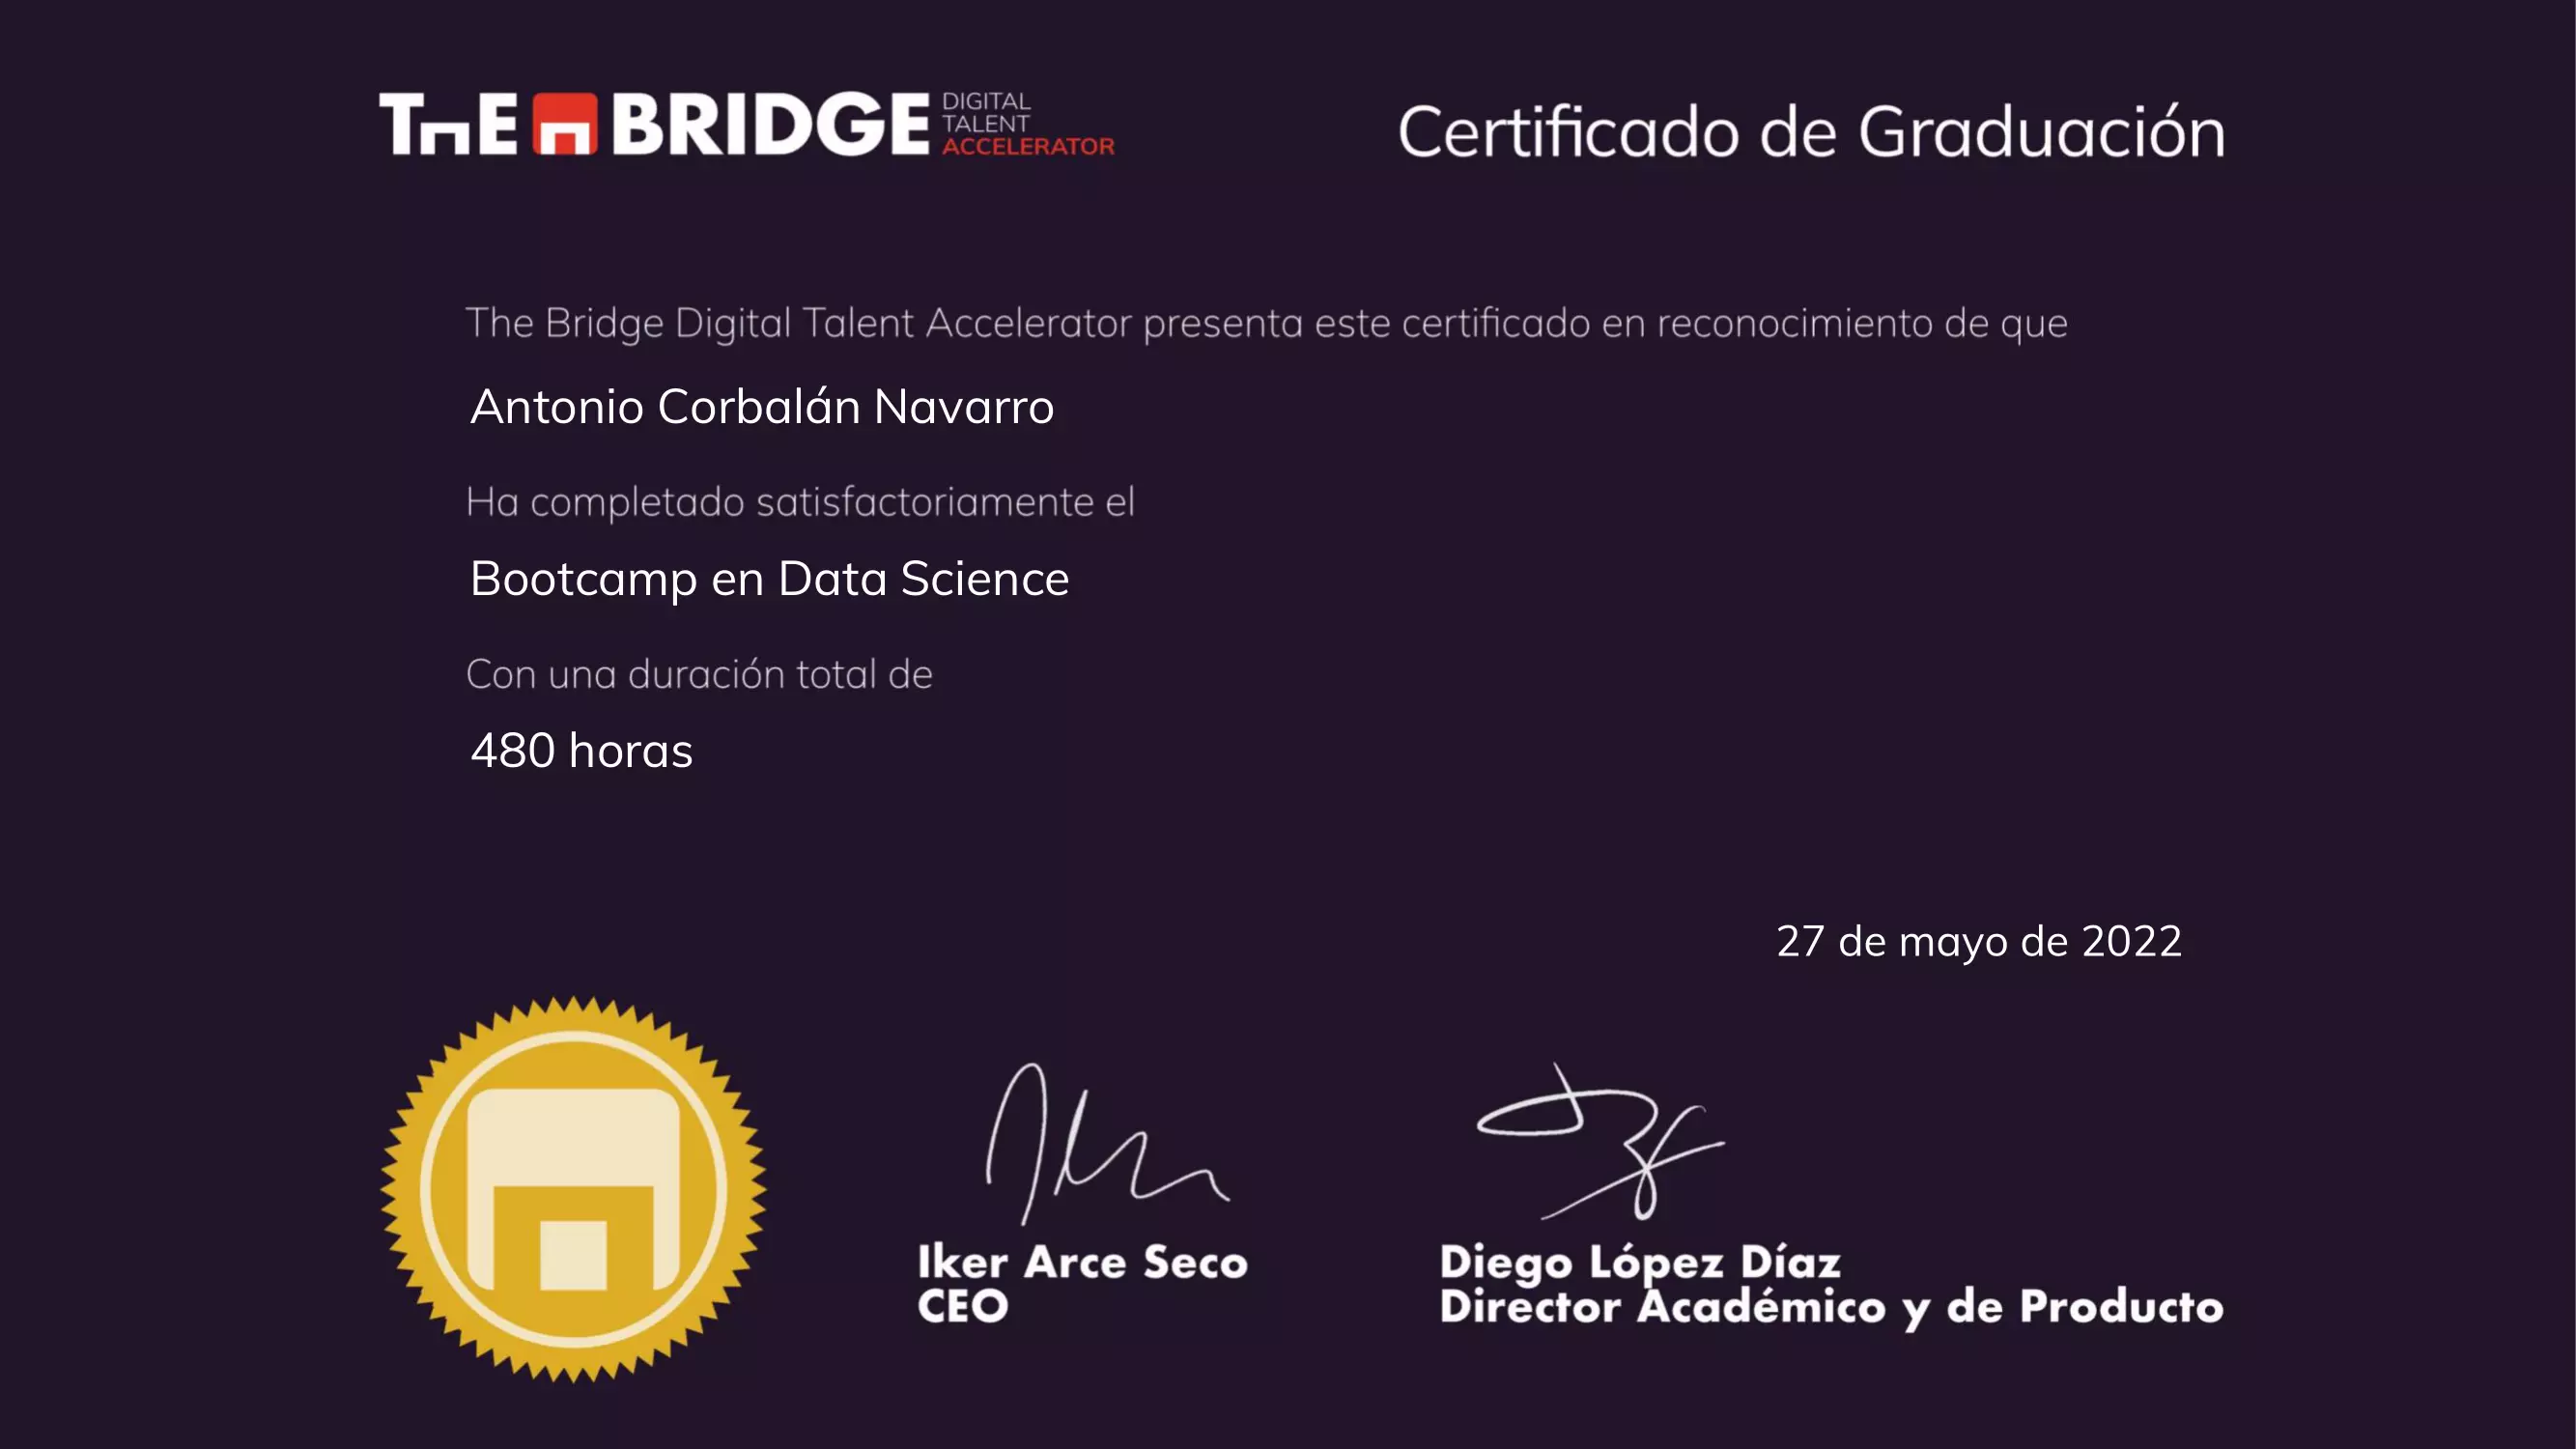 THE BRIDGE DIGITAL TALENT ACCELERATOR
Certificado de Graduación
The Bridge Digital Talent Accelerator presenta este certificado en reconocimiento de que
Antonio Corbalán Navarro
Ha completado satisfactoriamente el
Bootcamp en Data Science
Con una duración total de
480 horas
27 de mayo de 2022
Iker Arce Seco
CEO
Diego López Díaz
Director Académico y de Producto